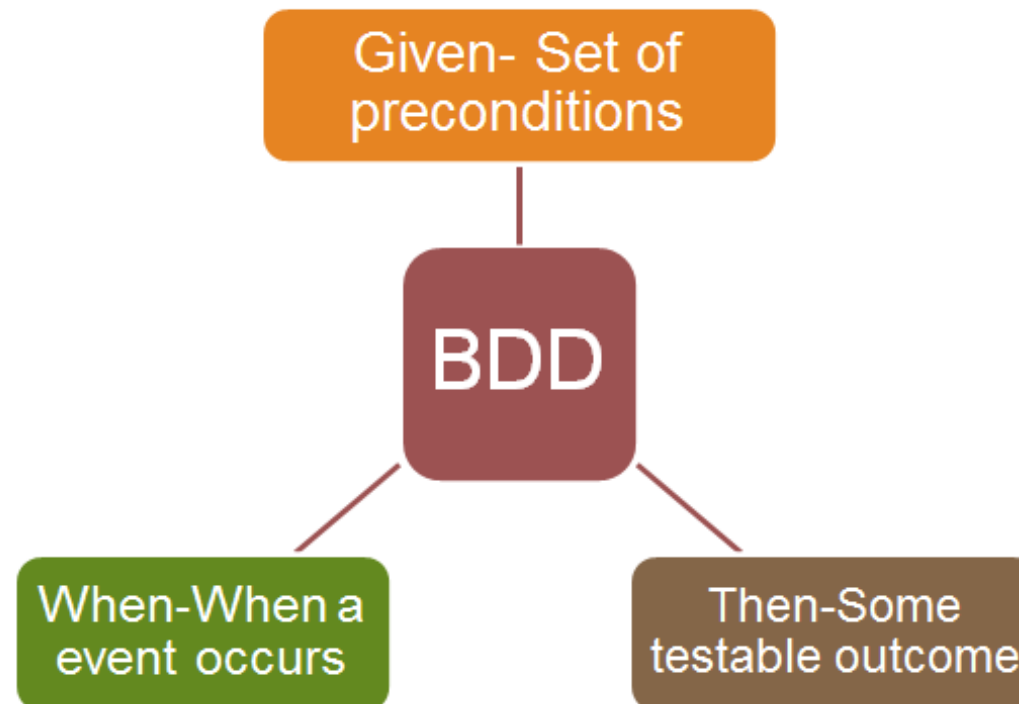 Given- Set of
preconditions
BDD
When-When a
event occurs
Then-Some
testable outcome